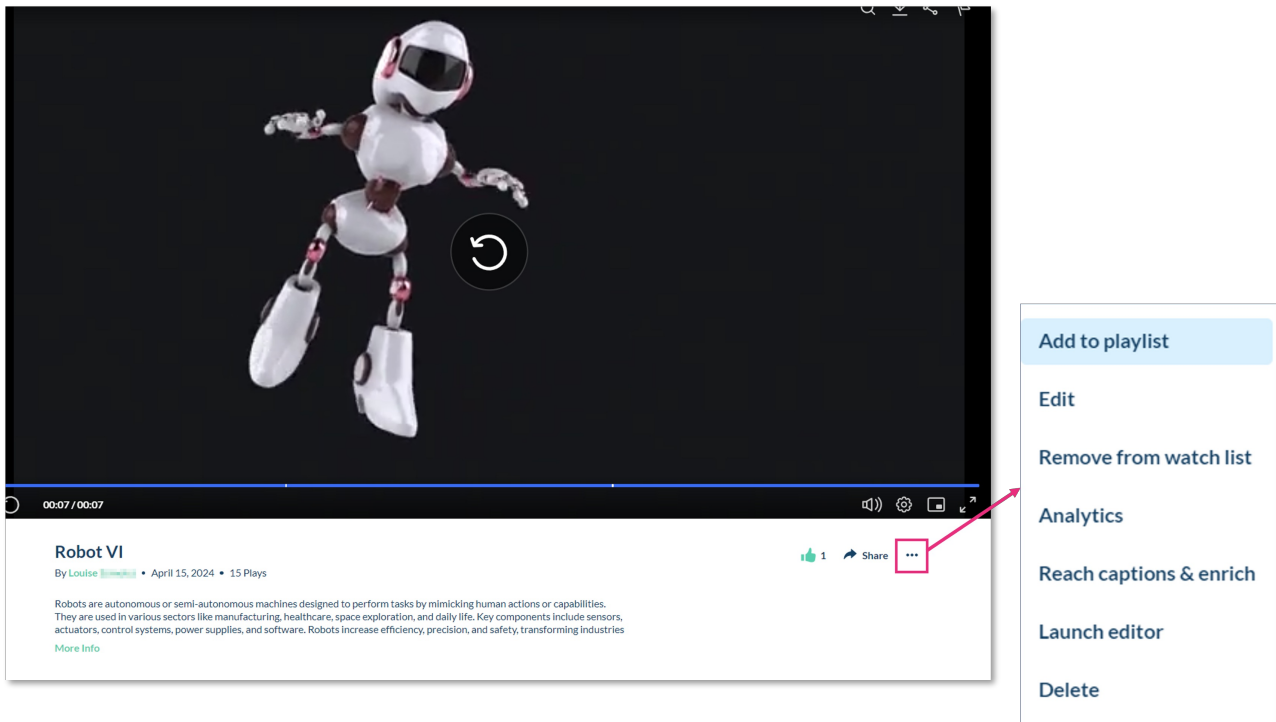 00:07 / 00:07
Robot VI
1
Share
By Louise • April 15, 2024 • 15 Plays
Robots are autonomous or semi-autonomous machines designed to perform tasks by mimicking human actions or capabilities.
They are used in various sectors like manufacturing, healthcare, space exploration, and daily life. Key components include sensors,
actuators, control systems, power supplies, and software. Robots increase efficiency, precision, and safety, transforming industries
More Info
Add to playlist
Edit
Remove from watch list
Analytics
Reach captions & enrich
Launch editor
Delete